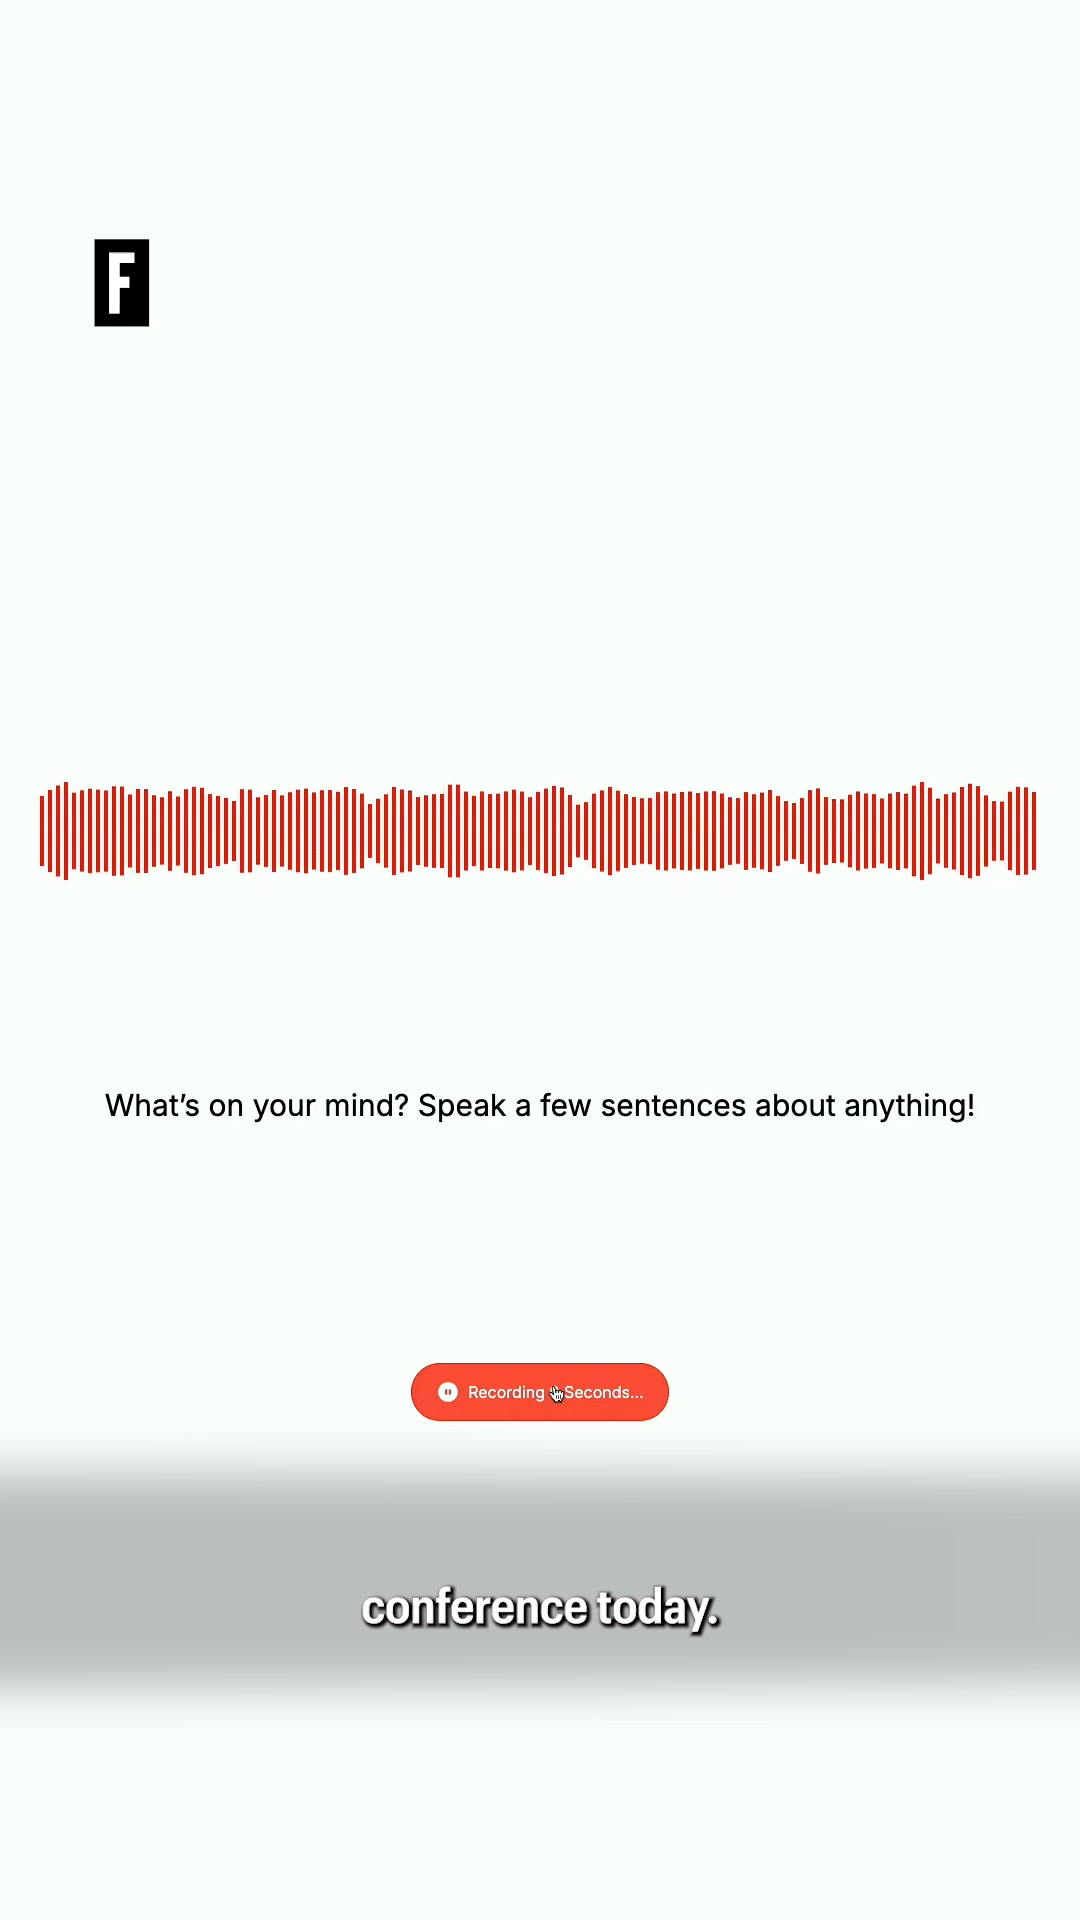 F
What's on your mind? Speak a few sentences about anything!
Recording Seconds...
conference today.